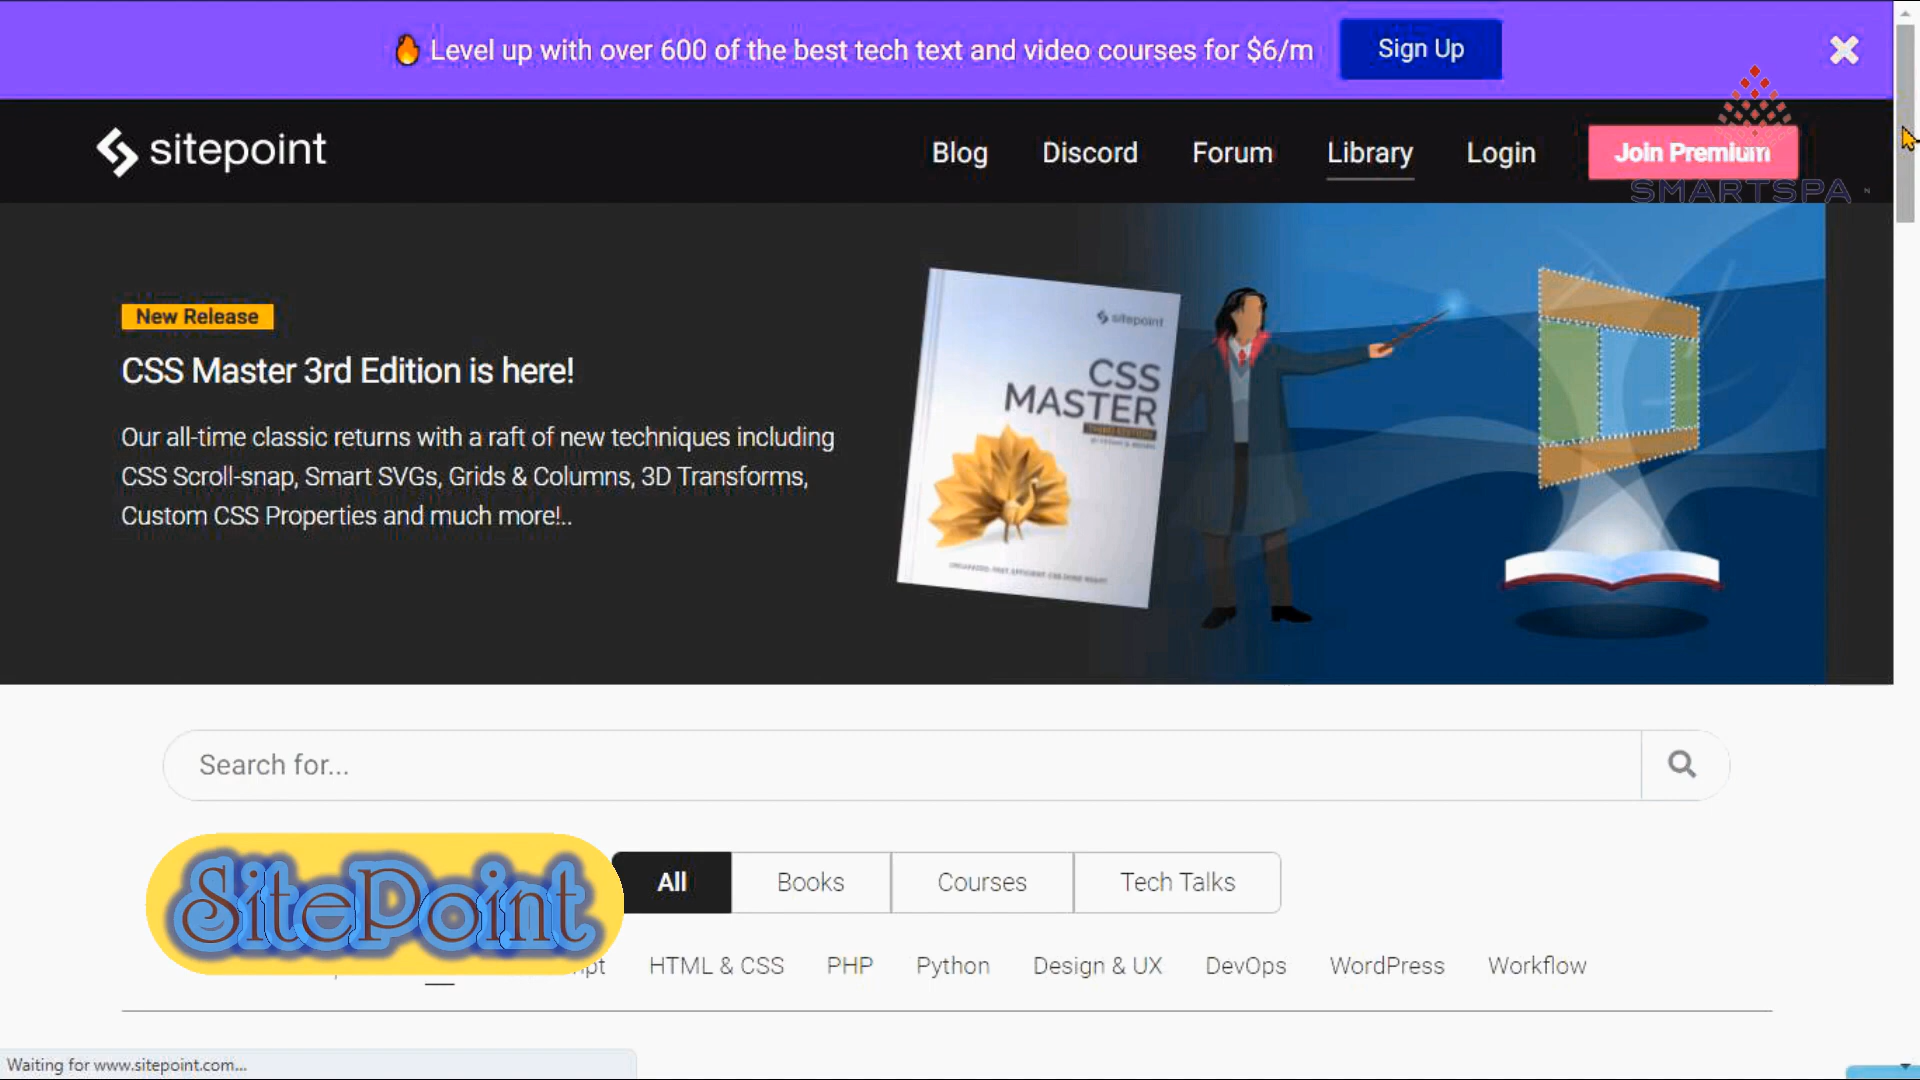 Level up with over 600 of the best tech text and video courses for $6/m
Sign Up
sitepoint
Blog
Discord
Forum
Library
Login
Join Premium
SMARTSPA
New Release
CSS Master 3rd Edition is here!
Our all-time classic returns with a raft of new techniques including
CSS Scroll-snap, Smart SVGs, Grids & Columns, 3D Transforms,
Custom CSS Properties and much more!..
sitepoint
CSS
MASTER
Search for...
SitePoint
All
Books
Courses
Tech Talks
HTML & CSS
PHP
Python
Design & UX
DevOps
WordPress
Workflow
Waiting for www.sitepoint.com...